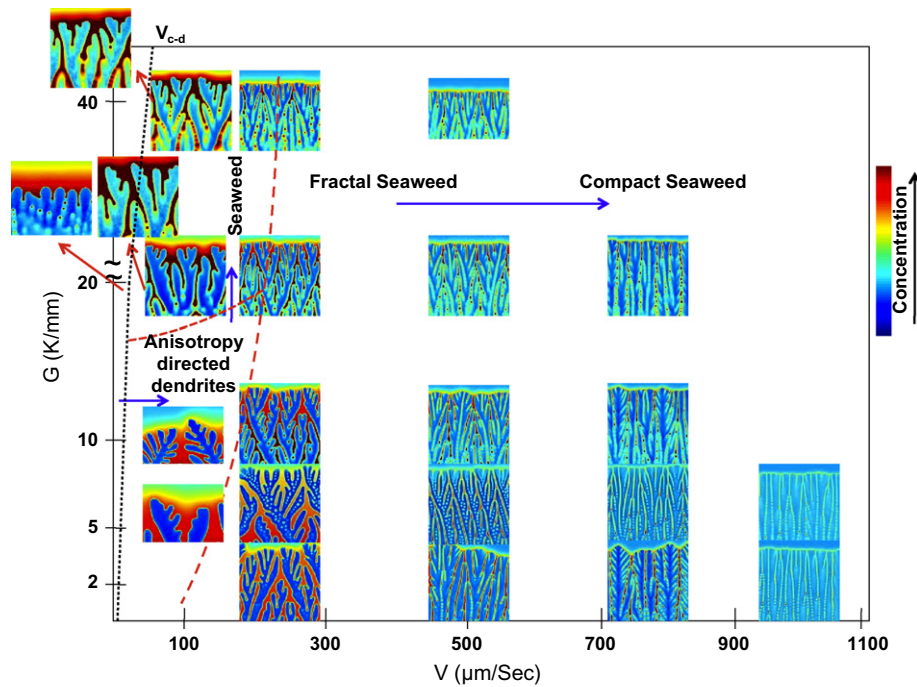 V_c-d
40
Seaweed
Fractal Seaweed
Compact Seaweed
Concentration
~
~
20
G (K/mm)
Anisotropy
directed
dendrites
10
5
2
100
300
500
700
900
1100
V (µm/Sec)